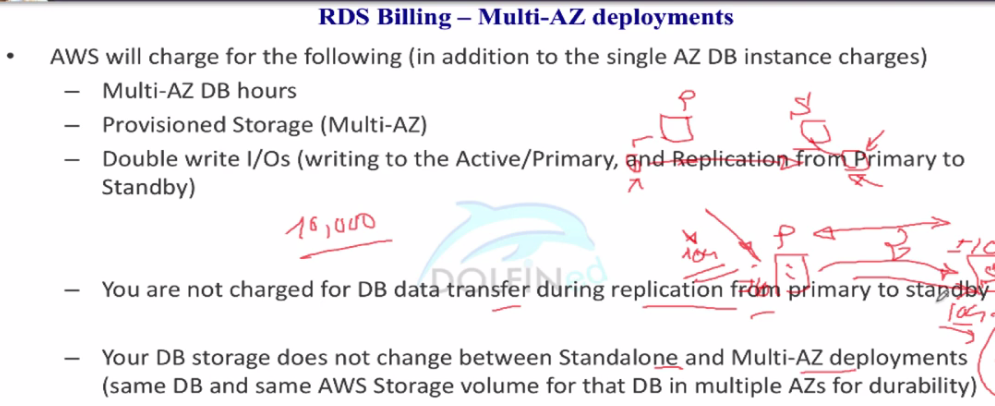 RDS Billing – Multi-AZ deployments
• AWS will charge for the following (in addition to the single AZ DB instance charges)
– Multi-AZ DB hours
P
S
– Provisioned Storage (Multi-AZ)
– Double write I/Os (writing to the Active/Primary, and Replication from Primary to
Standby)
16,000
P
DOLFINed
– You are not charged for DB data transfer during replication from primary to standby
– Your DB storage does not change between Standalone and Multi-AZ deployments
(same DB and same AWS Storage volume for that DB in multiple AZs for durability)